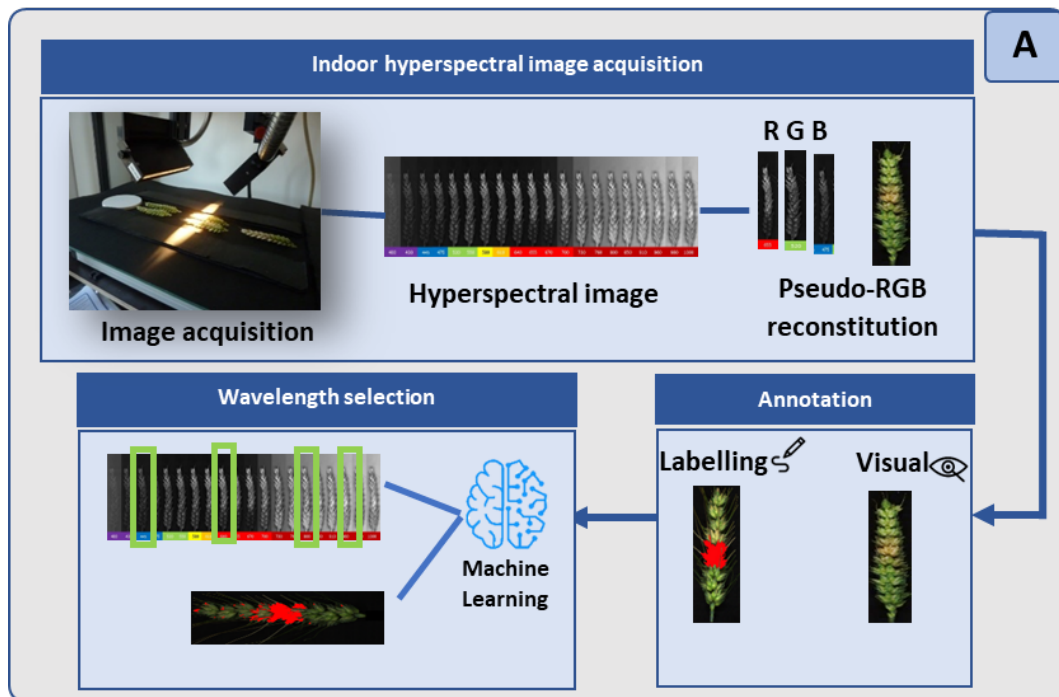 A
Indoor hyperspectral image acquisition
R G B
Hyperspectral image
Pseudo-RGB
reconstitution
Image acquisition
Wavelength selection
Annotation
Labelling
Visual
Machine
Learning